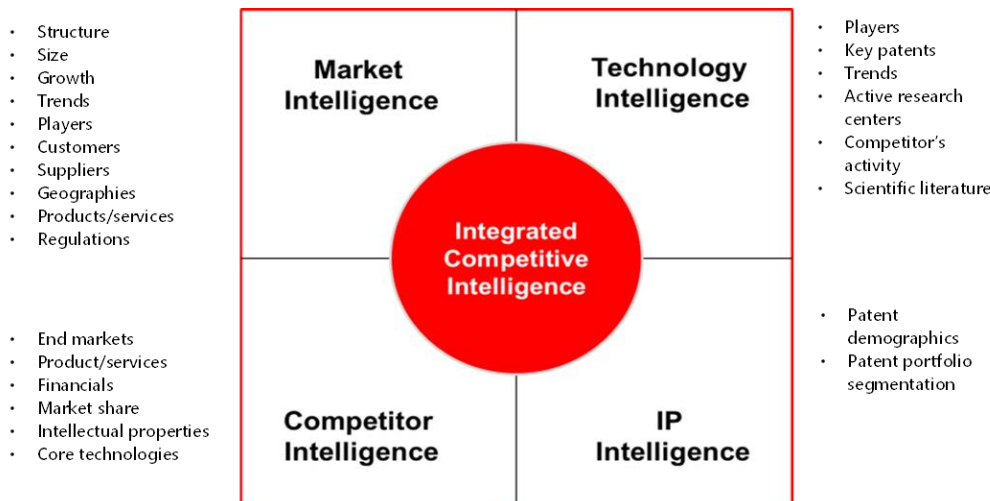 • Structure
• Size
• Growth
• Trends
• Players
• Customers
• Suppliers
• Geographies
• Products/services
• Regulations
Market
Intelligence
Technology
Intelligence
• Players
• Key patents
• Trends
• Active research
centers
• Competitor's
activity
• Scientific literature
Integrated
Competitive
Intelligence
• End markets
• Product/services
• Financials
• Market share
• Intellectual properties
• Core technologies
Competitor
Intelligence
IP
Intelligence
• Patent
demographics
• Patent portfolio
segmentation